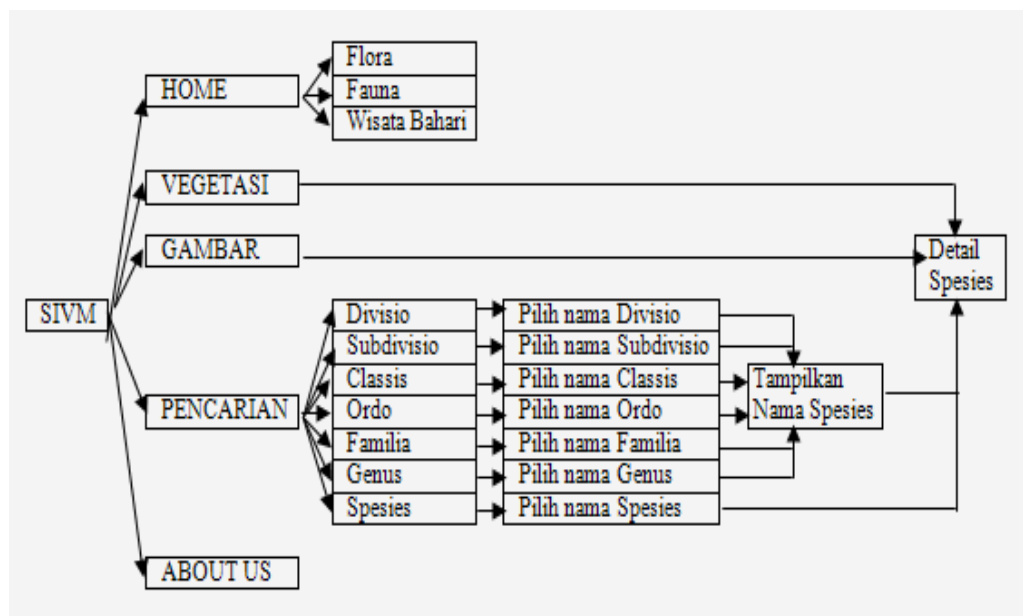 Flora
HOME
Fauna
Wisata Bahari
VEGETASI
GAMBAR
Detail
Spesies
SIVM
Divisio
Pilih nama Divisio
Subdivisio
Pilih nama Subdivisio
Classis
Pilih nama Classis
Tampilkan
Nama Spesies
PENCARIAN
Ordo
Pilih nama Ordo
Familia
Pilih nama Familia
Genus
Pilih nama Genus
Spesies
Pilih nama Spesies
ABOUT US